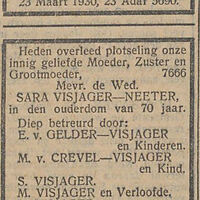 23 Maart 1930, 23 Adar 5690.
Heden overleed plotseling onze
innig geliefde Moeder, Zuster en
Grootmoeder, 7666
Mevr. de Wed.
SARA VISJAGER—NEETER,
in den ouderdom van 70 jaar.
Diep betreurd door:
E. v. GELDER—VISJAGER
en Kinderen.
M. v. CREVEL—VISJAGER
en Kind.
S. VISJAGER.
M. VISJAGER en Verloofde.